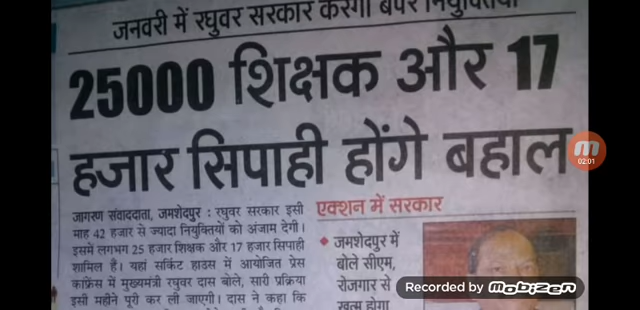 जनवरी में रघुवर सरकार करेगी बंपर नियुक्तियां
25000 शिक्षक और 17
हजार सिपाही होंगे बहाल
जागरण संवाददाता, जमशेदपुर : रघुवर सरकार इसी
माह 42 हजार से ज्यादा नियुक्तियों को अंजाम देगी।
इसमें लगभग 25 हजार शिक्षक और 17 हजार सिपाही
शामिल है। यहां सर्किट हाउस में आयोजित प्रेस
कांफ्रेंस में मुख्यमंत्री रघुवर दास बोले, सारी प्रक्रिया
इसी महीने पूरी कर ली जाएगी। दास ने कहा कि
एक्शन में सरकार
जमशेदपुर में
बोले सीएम,
रोजगार से
खत्म होगा
02:01
Recorded by mobizen